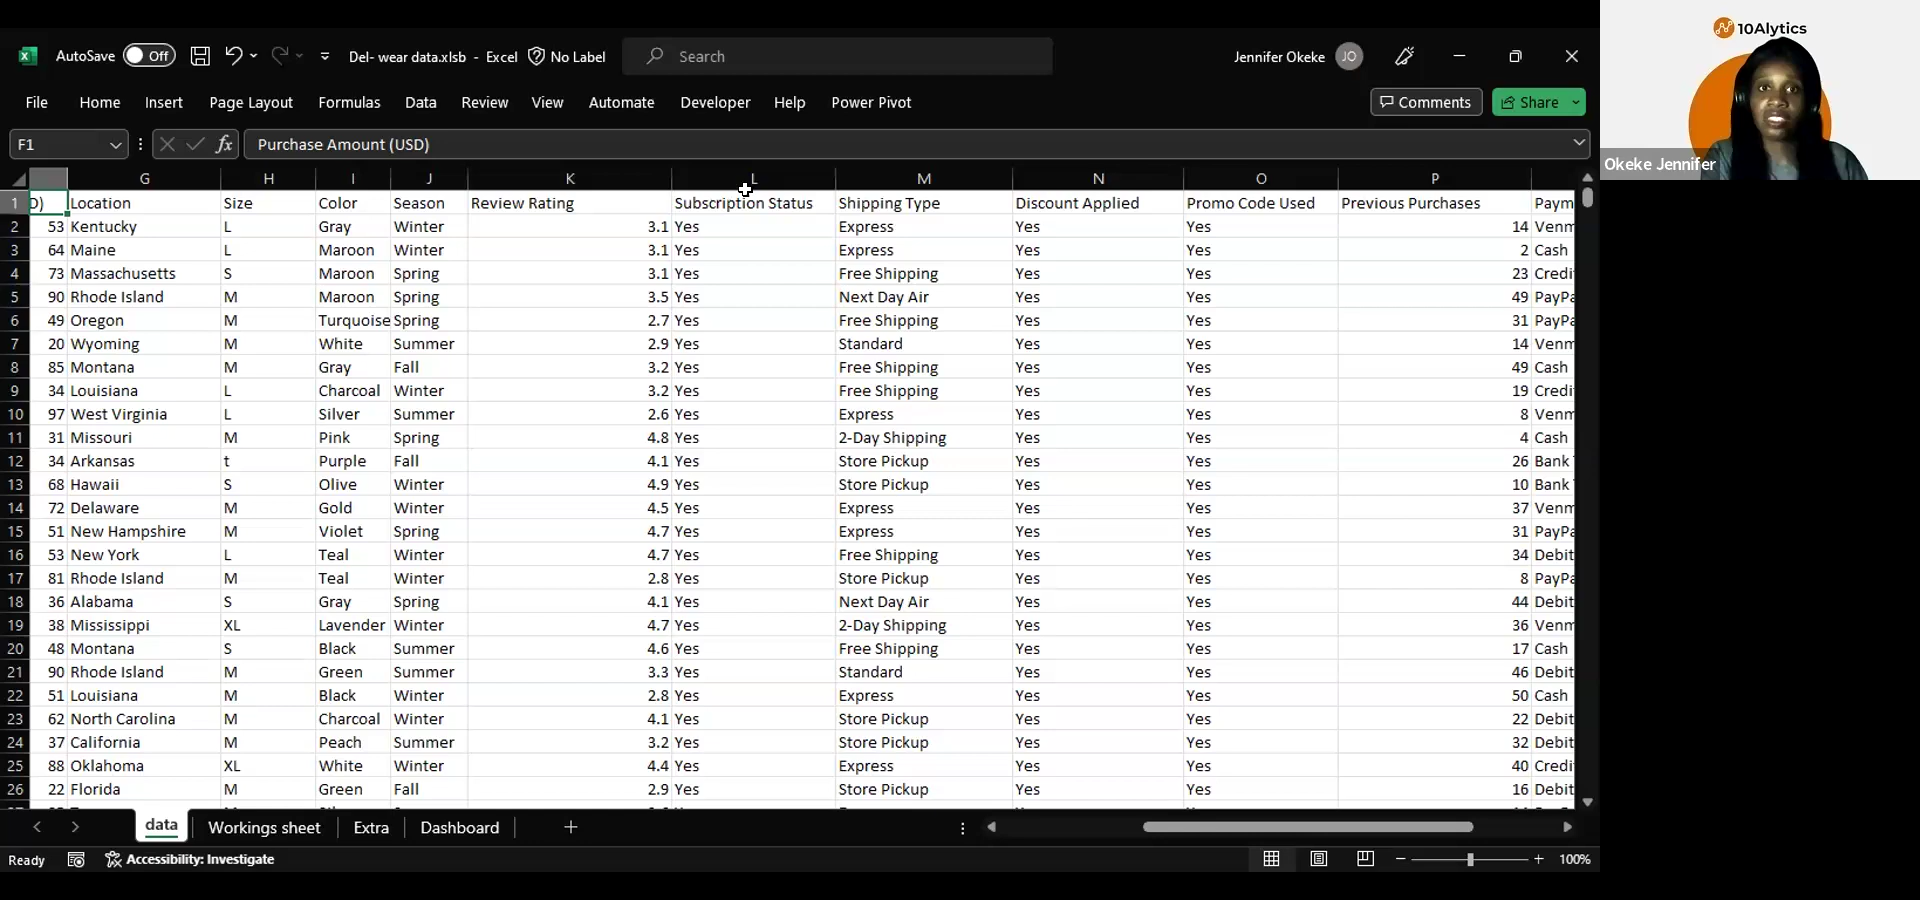 AutoSave Off Del- wear data.xlsb - Excel No Label Search Jennifer Okeke JO
10Alytics
File Home Insert Page Layout Formulas Data Review View Automate Developer Help Power Pivot Comments Share
F1 fx Purchase Amount (USD)
Okeke Jennifer
G H I J K L M N O P
1 D) Location Size Color Season Review Rating Subscription Status Shipping Type Discount Applied Promo Code Used Previous Purchases Paym
2 53 Kentucky L Gray Winter 3.1 Yes Express Yes Yes 14 Venm
3 64 Maine L Maroon Winter 3.1 Yes Express Yes Yes 2 Cash
4 73 Massachusetts S Maroon Spring 3.1 Yes Free Shipping Yes Yes 23 Credi
5 90 Rhode Island M Maroon Spring 3.5 Yes Next Day Air Yes Yes 49 PayPa
6 49 Oregon M Turquoise Spring 2.7 Yes Free Shipping Yes Yes 31 PayPa
7 20 Wyoming M White Summer 2.9 Yes Standard Yes Yes 14 Venm
8 85 Montana M Gray Fall 3.2 Yes Free Shipping Yes Yes 49 Cash
9 34 Louisiana L Charcoal Winter 3.2 Yes Free Shipping Yes Yes 19 Credi
10 97 West Virginia L Silver Summer 2.6 Yes Express Yes Yes 8 Venm
11 31 Missouri M Pink Spring 4.8 Yes 2-Day Shipping Yes Yes 4 Cash
12 34 Arkansas t Purple Fall 4.1 Yes Store Pickup Yes Yes 26 Bank
13 68 Hawaii S Olive Winter 4.9 Yes Store Pickup Yes Yes 10 Bank
14 72 Delaware M Gold Winter 4.5 Yes Express Yes Yes 37 Venm
15 51 New Hampshire M Violet Spring 4.7 Yes Express Yes Yes 31 PayPa
16 53 New York L Teal Winter 4.7 Yes Free Shipping Yes Yes 34 Debit
17 81 Rhode Island M Teal Winter 2.8 Yes Store Pickup Yes Yes 8 PayPa
18 36 Alabama S Gray Spring 4.1 Yes Next Day Air Yes Yes 44 Debit
19 38 Mississippi XL Lavender Winter 4.7 Yes 2-Day Shipping Yes Yes 36 Venm
20 48 Montana S Black Summer 4.6 Yes Free Shipping Yes Yes 17 Cash
21 90 Rhode Island M Green Summer 3.3 Yes Standard Yes Yes 46 Debit
22 51 Louisiana M Black Winter 2.8 Yes Express Yes Yes 50 Cash
23 62 North Carolina M Charcoal Winter 4.1 Yes Store Pickup Yes Yes 22 Debit
24 37 California M Peach Summer 3.2 Yes Store Pickup Yes Yes 32 Debit
25 88 Oklahoma XL White Winter 4.4 Yes Express Yes Yes 40 Credi
26 22 Florida M Green Fall 2.9 Yes Store Pickup Yes Yes 16 Debit
data Workings sheet Extra Dashboard
Ready Accessibility: Investigate 100%